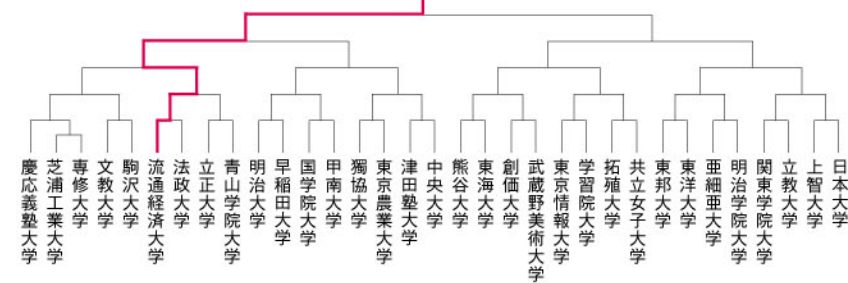 慶応義塾大学
芝浦工業大学
専修大学
文教大学
駒沢大学
流通経済大学
法政大学
立正大学
青山学院大学
明治大学
早稲田大学
国学院大学
甲南大学
獨協大学
東京農業大学
津田塾大学
中央大学
熊谷大学
東海大学
創価大学
武蔵野美術大学
東京情報大学
学習院大学
拓殖大学
共立女子大学
東邦大学
東洋大学
亜細亜大学
明治学院大学
関東学院大学
立教大学
上智大学
日本大学